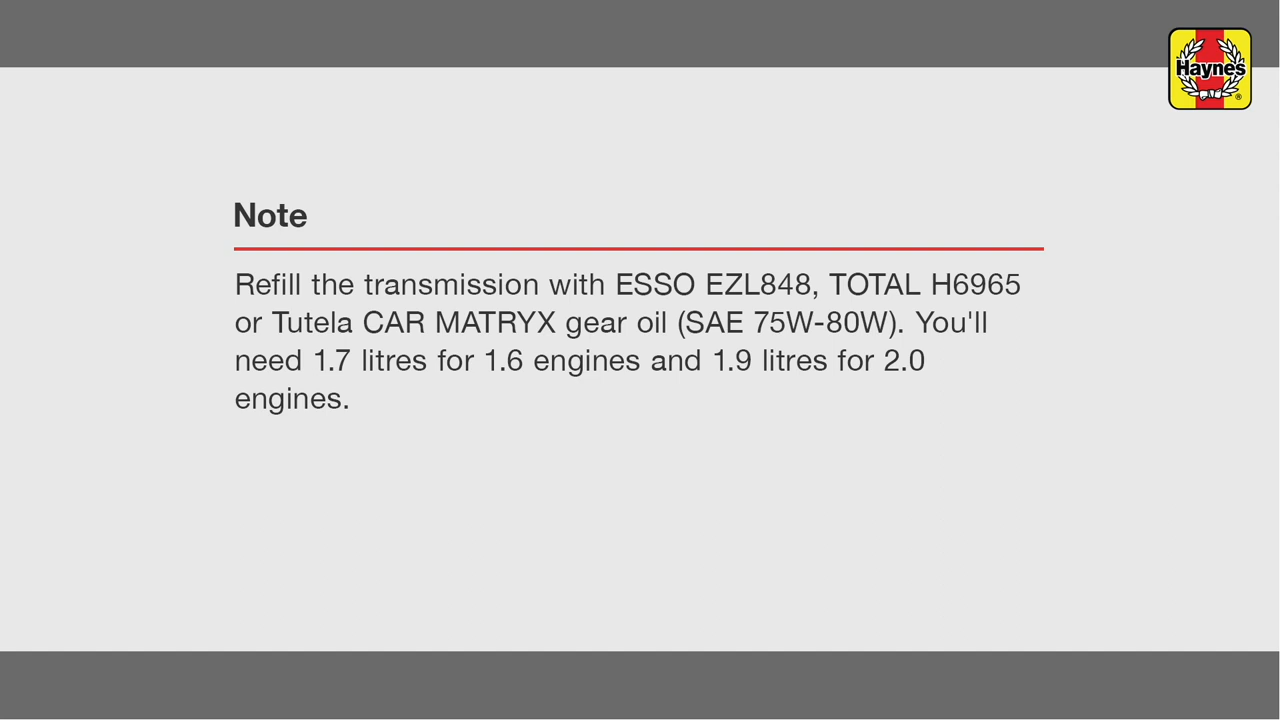 Haynes
®
Note
Refill the transmission with ESSO EZL848, TOTAL H6965
or Tutela CAR MATRYX gear oil (SAE 75W-80W). You'll
need 1.7 litres for 1.6 engines and 1.9 litres for 2.0
engines.